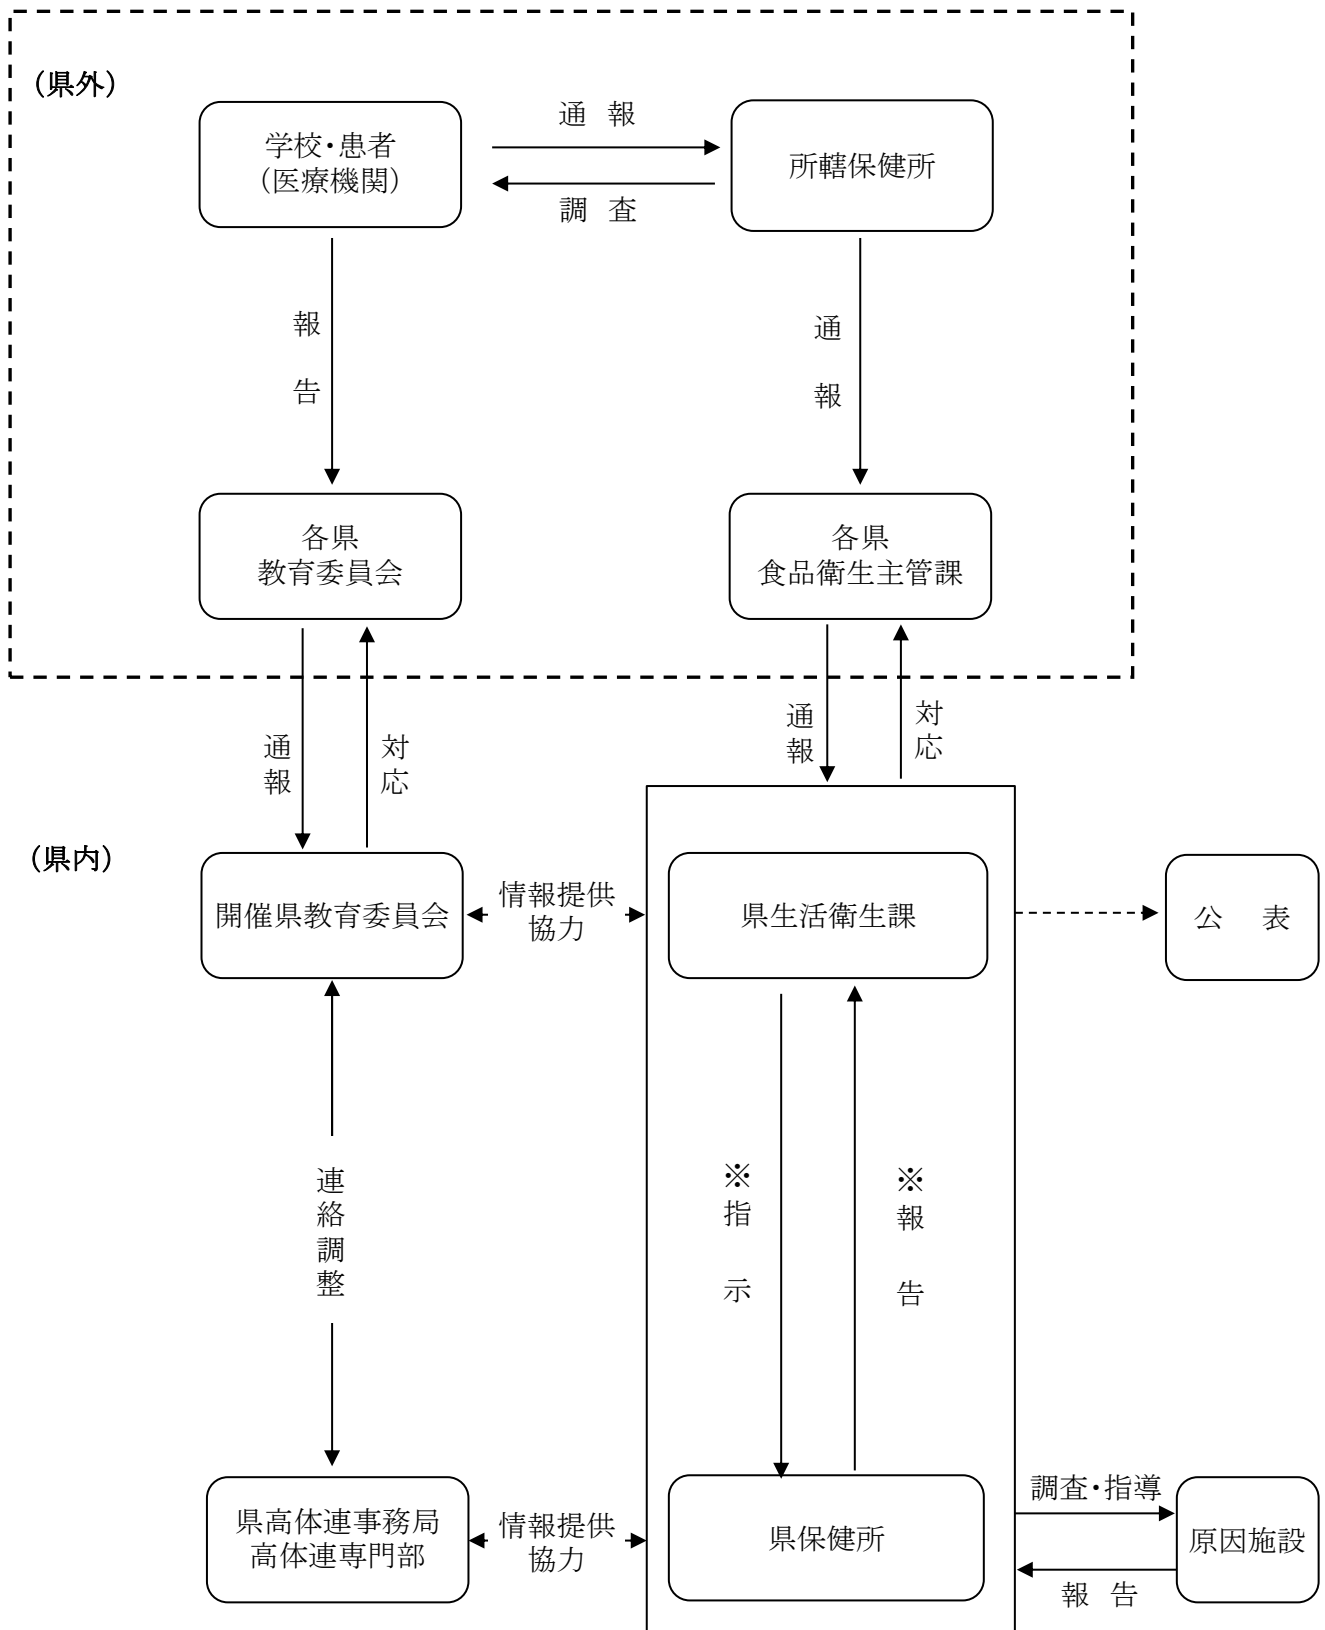 （県外）
通　報
学校・患者
（医療機関）
所轄保健所
調　査
報告
通報
各県
教育委員会
各県
食品衛生主管課
通報
対応
通報
対応
（県内）
開催県教育委員会
情報提供
協力
県生活衛生課
公　表
連絡調整
※指示
※報告
県高体連事務局
高体連専門部
情報提供
協力
県保健所
調査・指導
原因施設
報　告